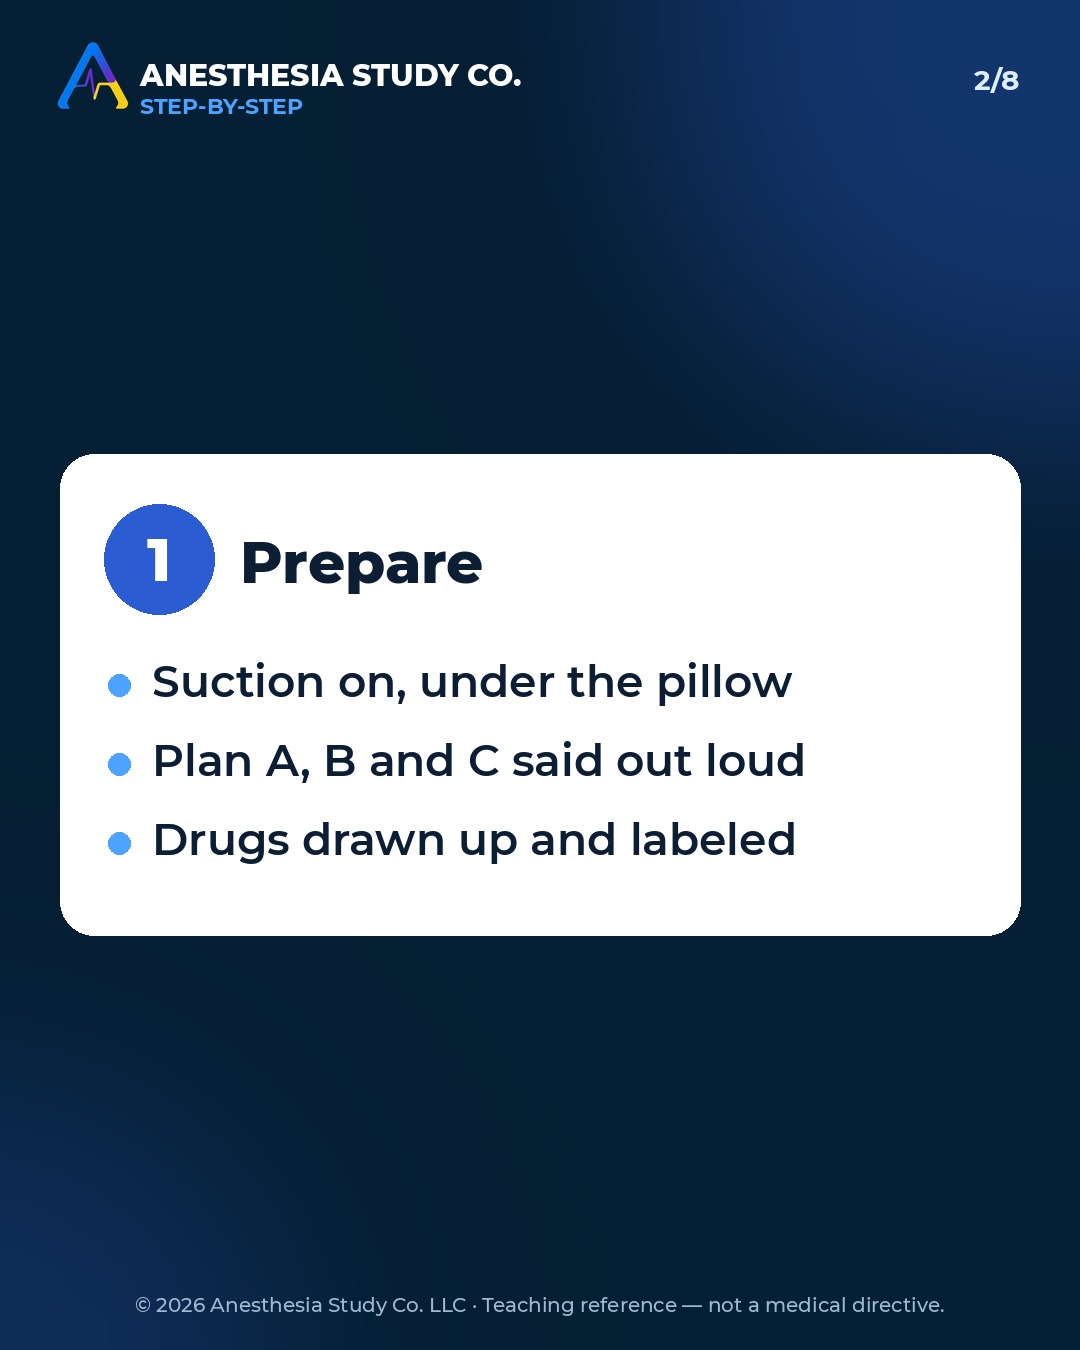 ANESTHESIA STUDY CO.
STEP-BY-STEP
2/8
1 Prepare
Suction on, under the pillow
Plan A, B and C said out loud
Drugs drawn up and labeled
© 2026 Anesthesia Study Co. LLC · Teaching reference — not a medical directive.